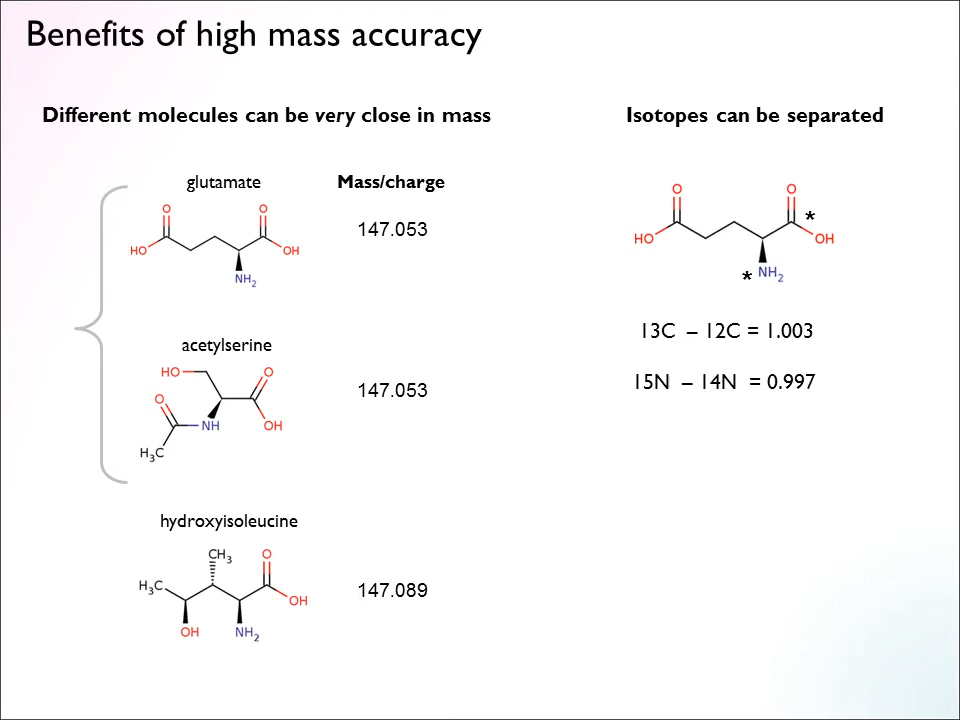 Benefits of high mass accuracy
Different molecules can be very close in mass
glutamate
Mass/charge
O
O
HO
OH
NH2
147.053
acetylserine
HO
O
O
NH
OH
H3C
147.053
hydroxyisoleucine
CH3
O
H3C
OH
OH
NH2
147.089
Isotopes can be separated
O
O
*
HO
OH
* NH2
13C – 12C = 1.003
15N – 14N = 0.997